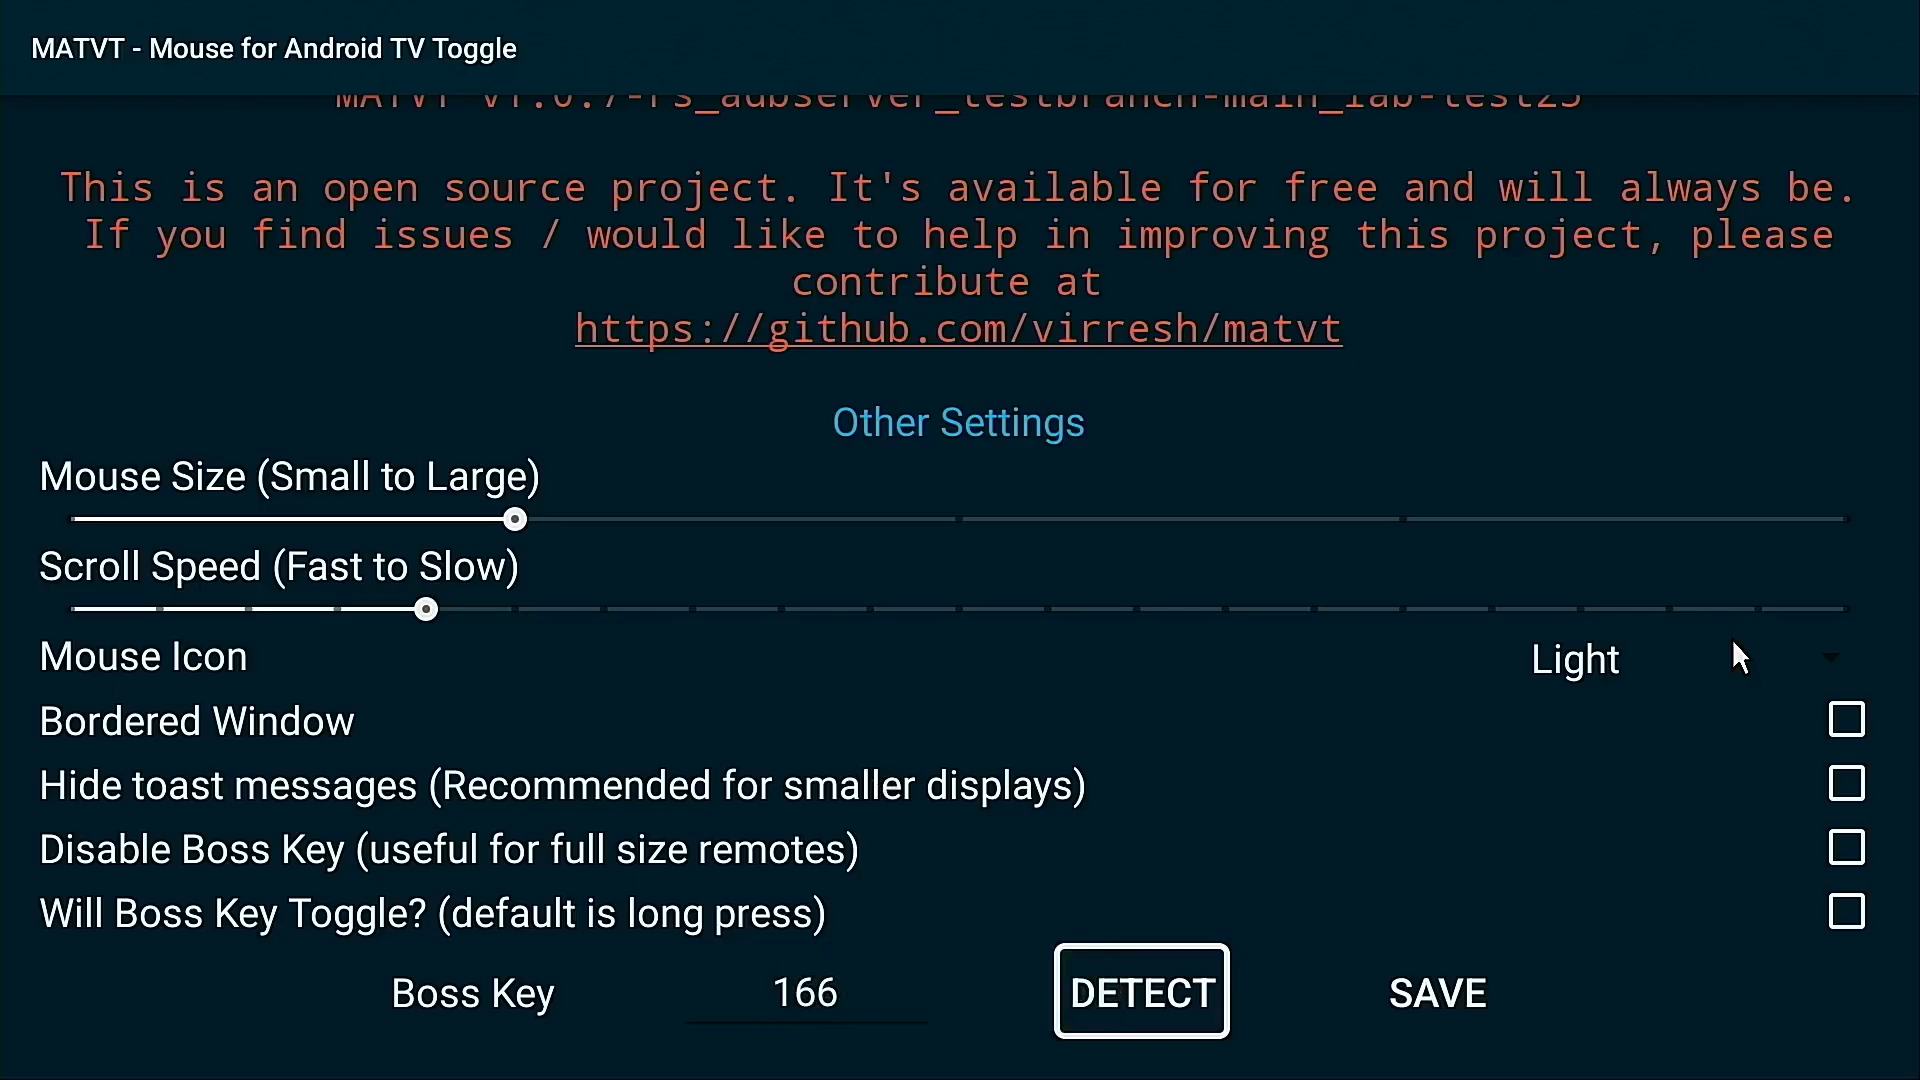 MATVT - Mouse for Android TV Toggle
This is an open source project. It's available for free and will always be.
If you find issues / would like to help in improving this project, please
contribute at
https://github.com/virresh/matvt
Other Settings
Mouse Size (Small to Large)
Scroll Speed (Fast to Slow)
Mouse Icon Light
Bordered Window
Hide toast messages (Recommended for smaller displays)
Disable Boss Key (useful for full size remotes)
Will Boss Key Toggle? (default is long press)
Boss Key 166 DETECT SAVE